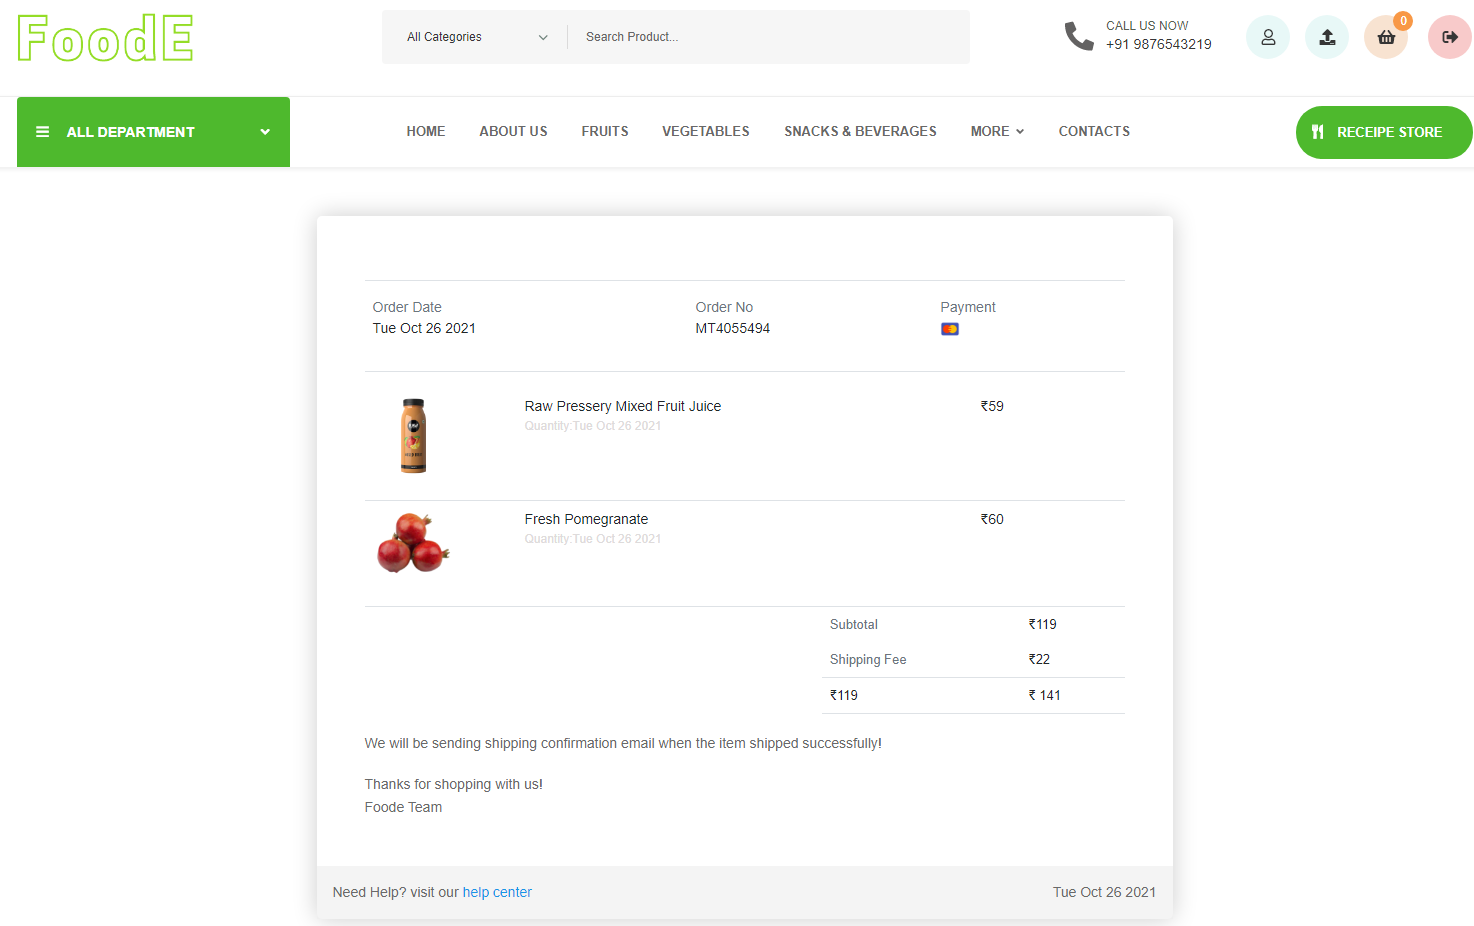 FoodE
All Categories
Search Product...
CALL US NOW
+91 9876543219
0
ALL DEPARTMENT
HOME
ABOUT US
FRUITS
VEGETABLES
SNACKS & BEVERAGES
MORE
CONTACTS
RECEIPE STORE
Order Date
Order No
Payment
Tue Oct 26 2021
MT4055494
Raw Pressery Mixed Fruit Juice
₹59
Quantity:Tue Oct 26 2021
RAW
Fresh Pomegranate
₹60
Quantity:Tue Oct 26 2021
Subtotal
₹119
Shipping Fee
₹22
₹119
₹ 141
We will be sending shipping confirmation email when the item shipped successfully!
Thanks for shopping with us!
Foode Team
Need Help? visit our help center
Tue Oct 26 2021